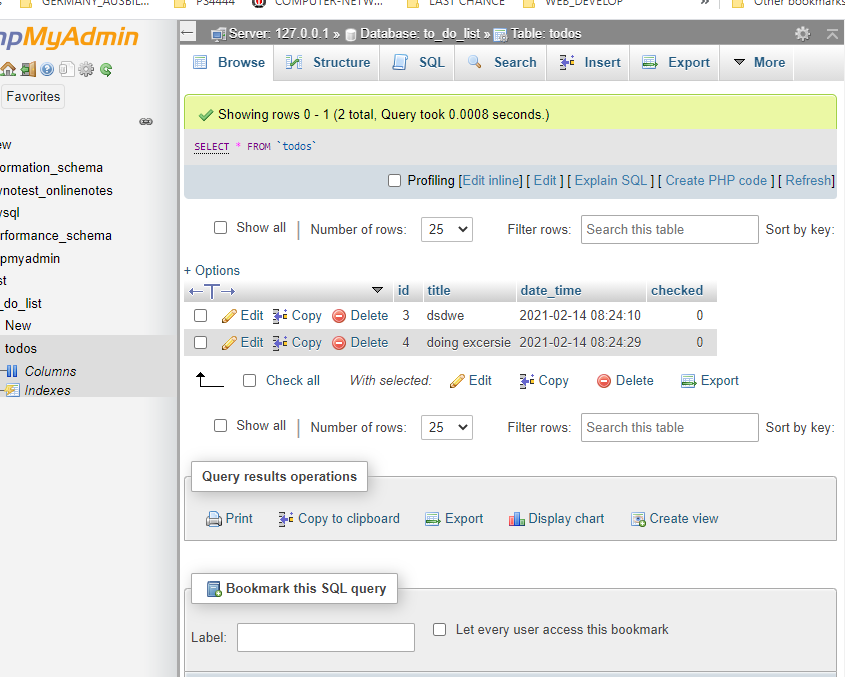 GERMANY_AUSBIL... PS4444 COMPUTER-NETW... LAST CHANCE WEB_DEVELOP » Other bookmarks
hpMyAdmin
Server: 127.0.0.1 » Database: to_do_list » Table: todos
Browse Structure SQL Search Insert Export More
Favorites
Showing rows 0 - 1 (2 total, Query took 0.0008 seconds.)
SELECT * FROM `todos`
Profiling [Edit inline] [ Edit ] [ Explain SQL ] [ Create PHP code ] [ Refresh]
ew
ormation_schema
ynotest_onlinenotes
ysql
rformance_schema
pmyadmin
st
_do_list
New
todos
Columns
Indexes
Show all Number of rows: 25 Filter rows: Search this table Sort by key:
+ Options
←T→ id title date_time checked
Edit Copy Delete 3 dsdwe 2021-02-14 08:24:10 0
Edit Copy Delete 4 doing excersie 2021-02-14 08:24:29 0
Check all With selected: Edit Copy Delete Export
Show all Number of rows: 25 Filter rows: Search this table Sort by key:
Query results operations
Print Copy to clipboard Export Display chart Create view
Bookmark this SQL query
Label: Let every user access this bookmark